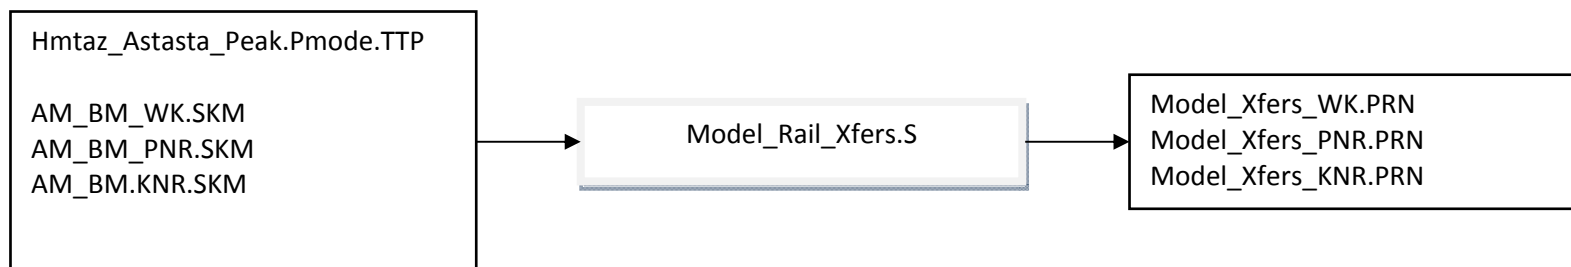 Hmtaz_Astasta_Peak.Pmode.TTP
AM_BM_WK.SKM
AM_BM_PNR.SKM
AM_BM.KNR.SKM
Model_Rail_Xfers.S
Model_Xfers_WK.PRN
Model_Xfers_PNR.PRN
Model_Xfers_KNR.PRN